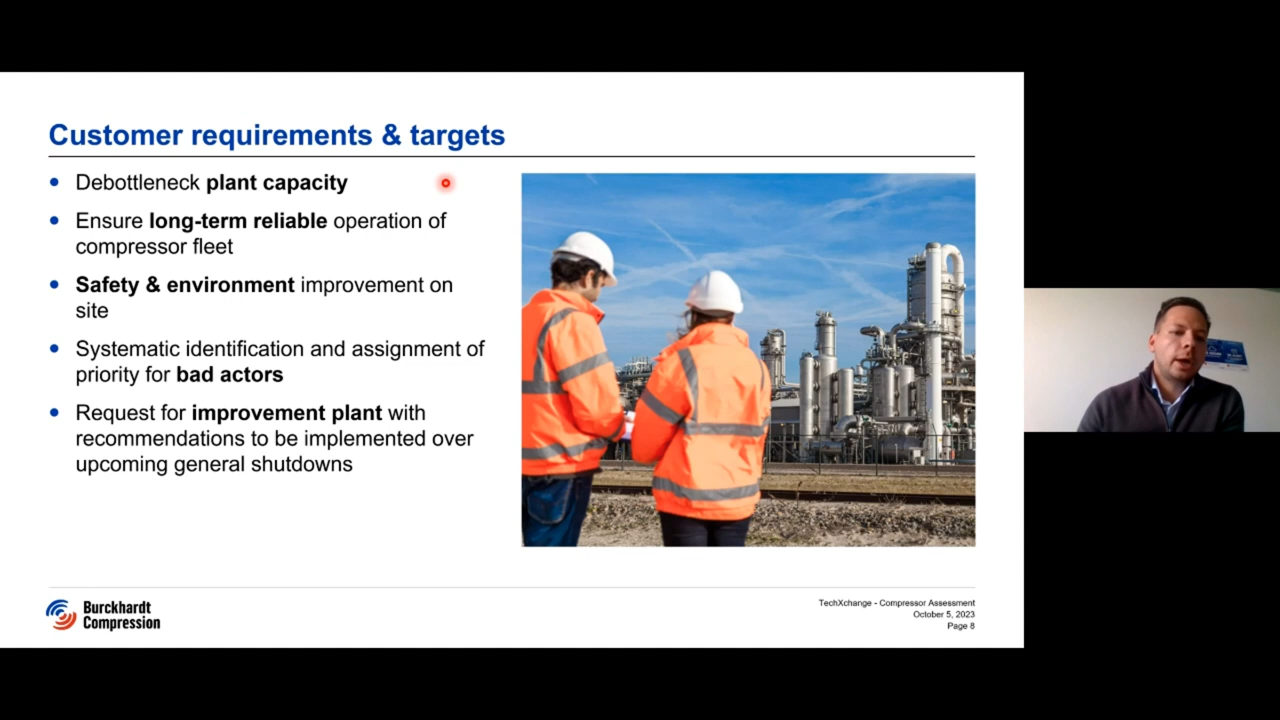 Customer requirements & targets
Debottleneck plant capacity
Ensure long-term reliable operation of
compressor fleet
Safety & environment improvement on
site
Systematic identification and assignment of
priority for bad actors
Request for improvement plant with
recommendations to be implemented over
upcoming general shutdowns
Burckhardt
Compression
TechXchange - Compressor Assessment
October 5, 2023
Page 8